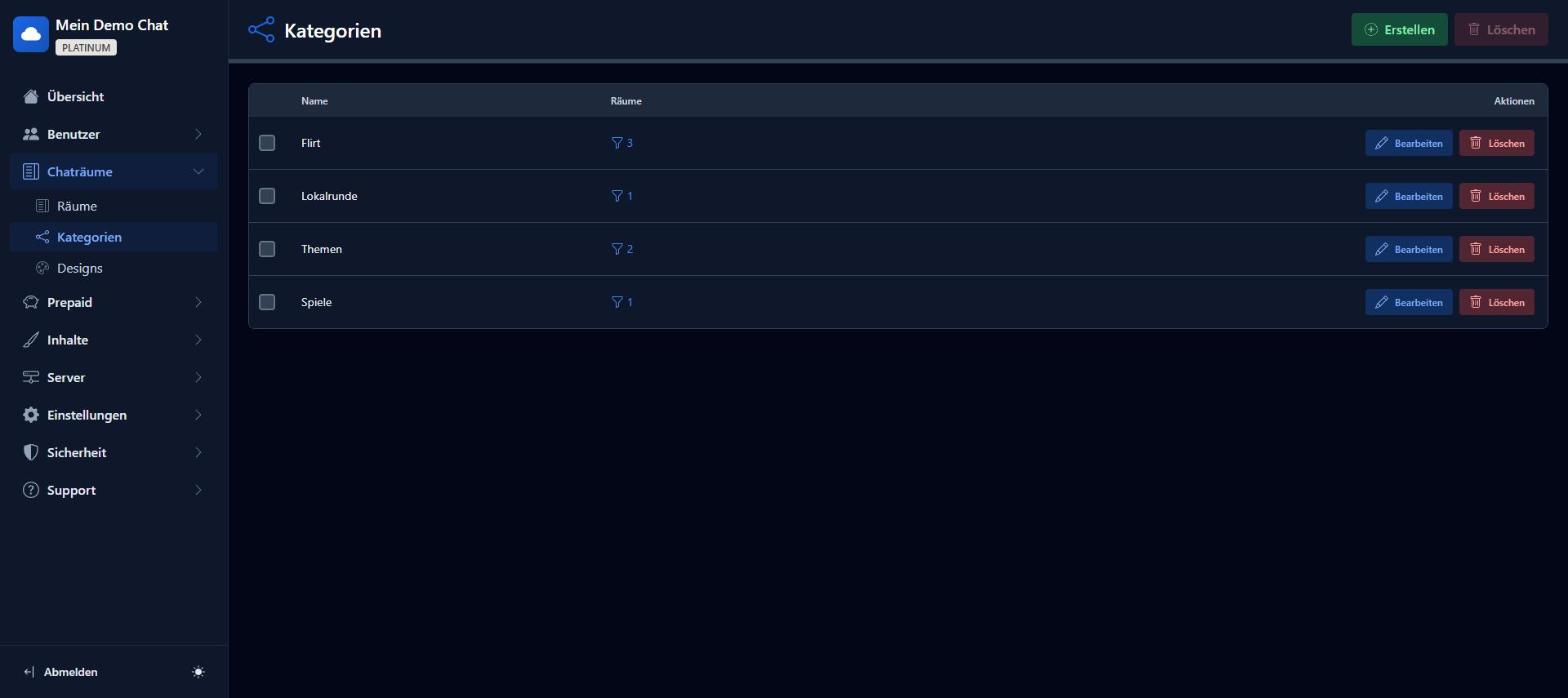 Mein Demo Chat
PLATINUM
Übersicht
Benutzer
Chaträume
Räume
Kategorien
Designs
Prepaid
Inhalte
Server
Einstellungen
Sicherheit
Support
Abmelden
Kategorien
Erstellen
Löschen
Name Räume Aktionen
Flirt 3 Bearbeiten Löschen
Lokalrunde 1 Bearbeiten Löschen
Themen 2 Bearbeiten Löschen
Spiele 1 Bearbeiten Löschen